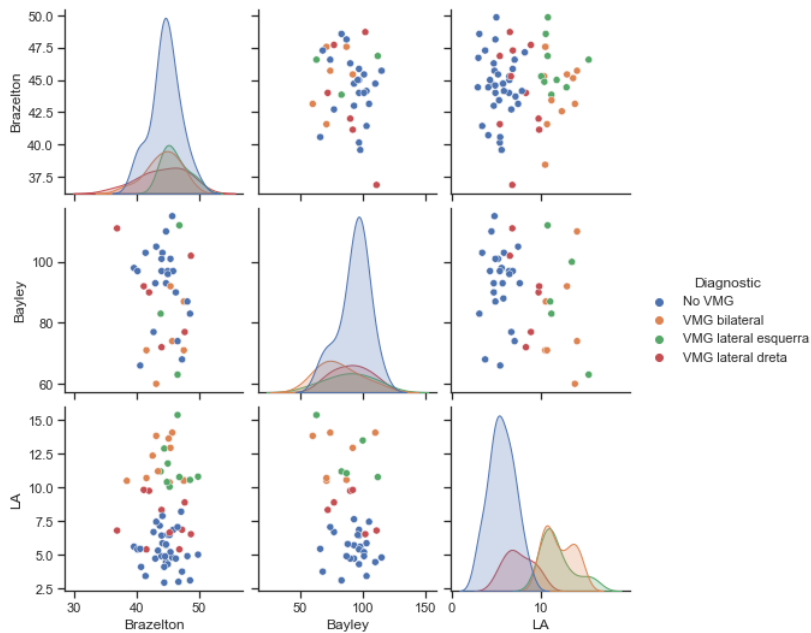 50.0
47.5
45.0
42.5
40.0
37.5
Brazelton
100
80
60
Bayley
Diagnostic
No VMG
VMG bilateral
VMG lateral esquerra
VMG lateral dreta
15.0
12.5
10.0
7.5
5.0
2.5
LA
30 40 50
Brazelton
50 100 150
Bayley
0 10
LA